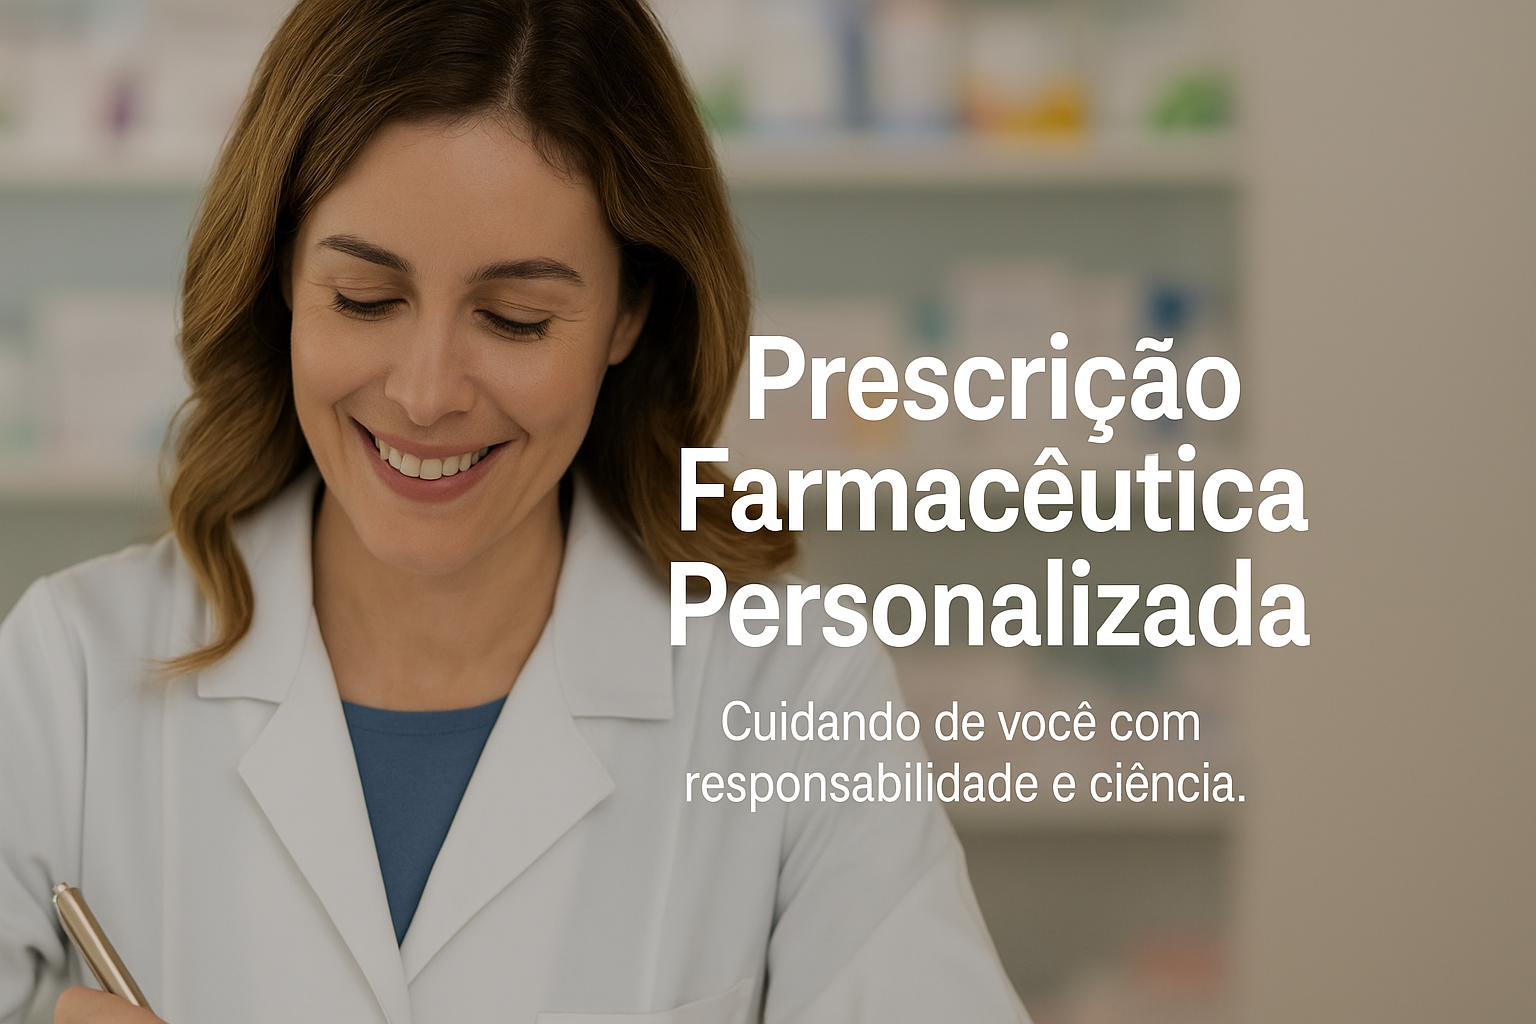 Prescrição
Farmacêutica
Personalizada
Cuidando de você com
responsabilidade e ciência.